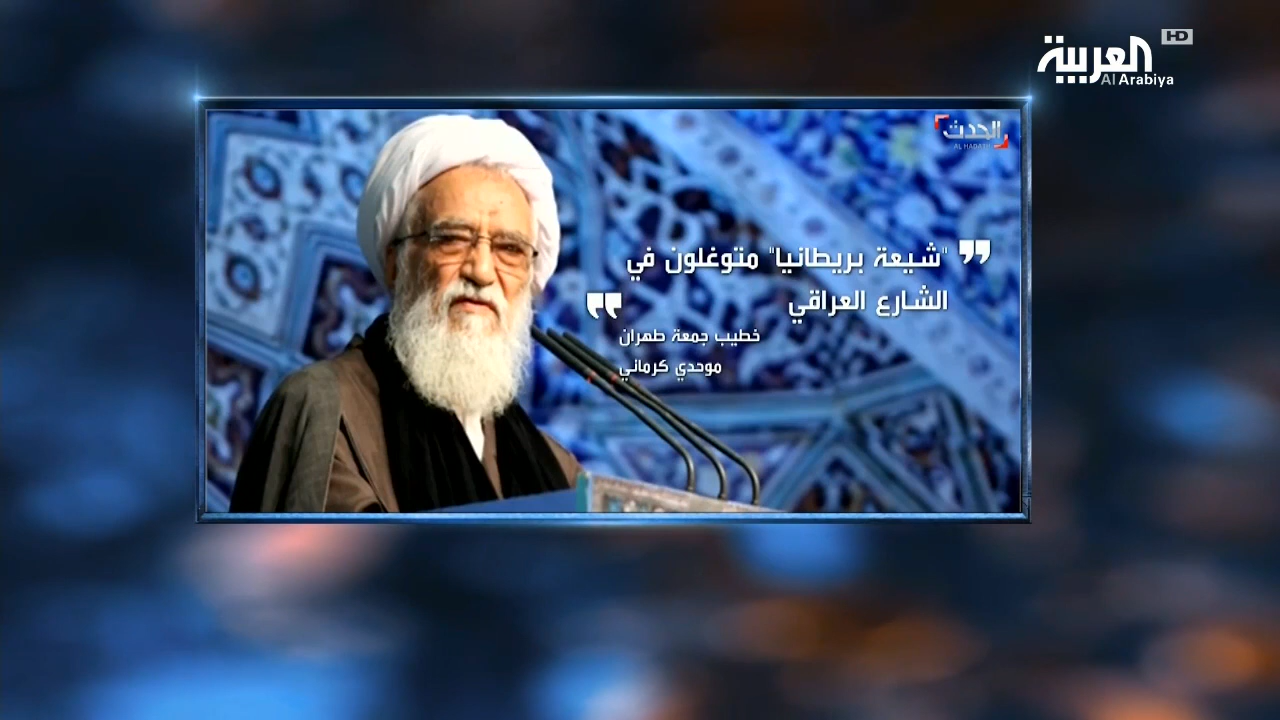 العربية HD
Al Arabiya
الحدث
AL HADATH
"شيعة بريطانيا" متوغلون في
الشارع العراقي
خطيب جمعة طهران
موحدي كرماني